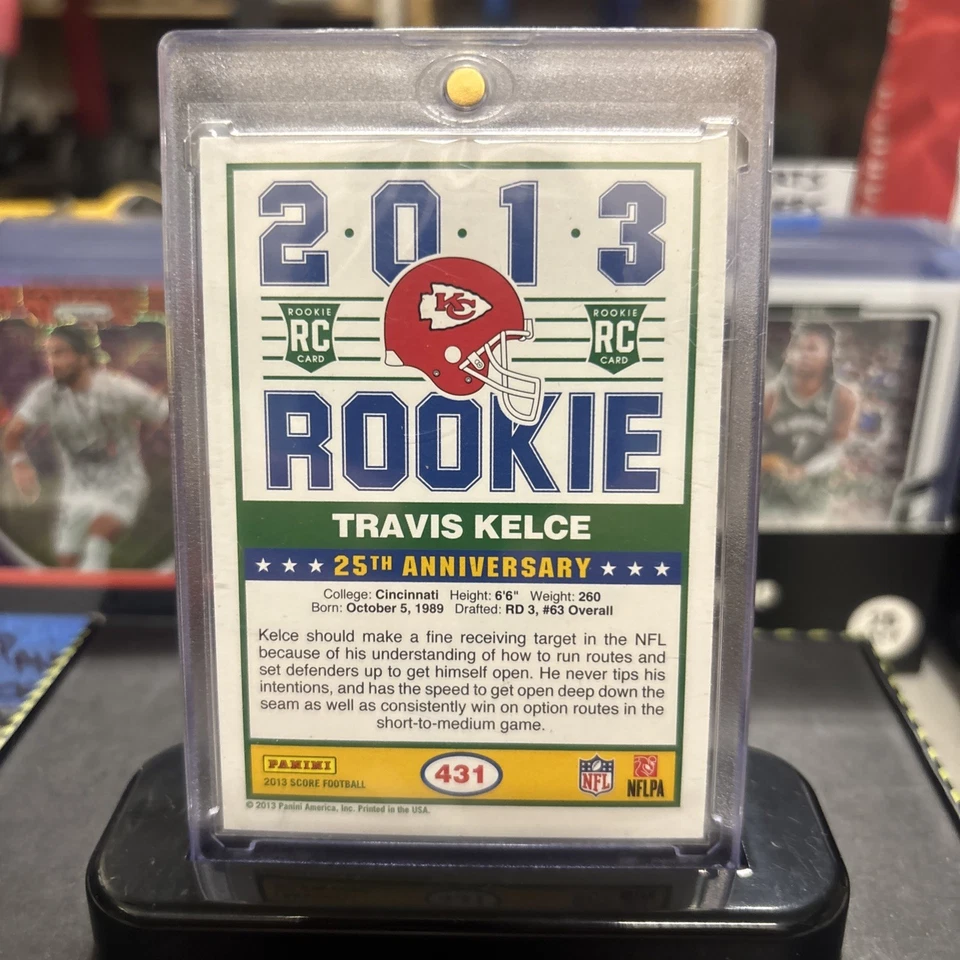 2·0·1·3
ROOKIE RC CARD
KC
ROOKIE RC CARD
ROOKIE
TRAVIS KELCE
★ ★ ★ 25TH ANNIVERSARY ★ ★ ★
College: Cincinnati Height: 6'6" Weight: 260
Born: October 5, 1989 Drafted: RD 3, #63 Overall
Kelce should make a fine receiving target in the NFL
because of his understanding of how to run routes and
set defenders up to get himself open. He never tips his
intentions, and has the speed to get open deep down the
seam as well as consistently win on option routes in the
short-to-medium game.
PANINI
2013 SCORE FOOTBALL
431
NFL
NFLPA
© 2013 Panini America, Inc. Printed in the USA.